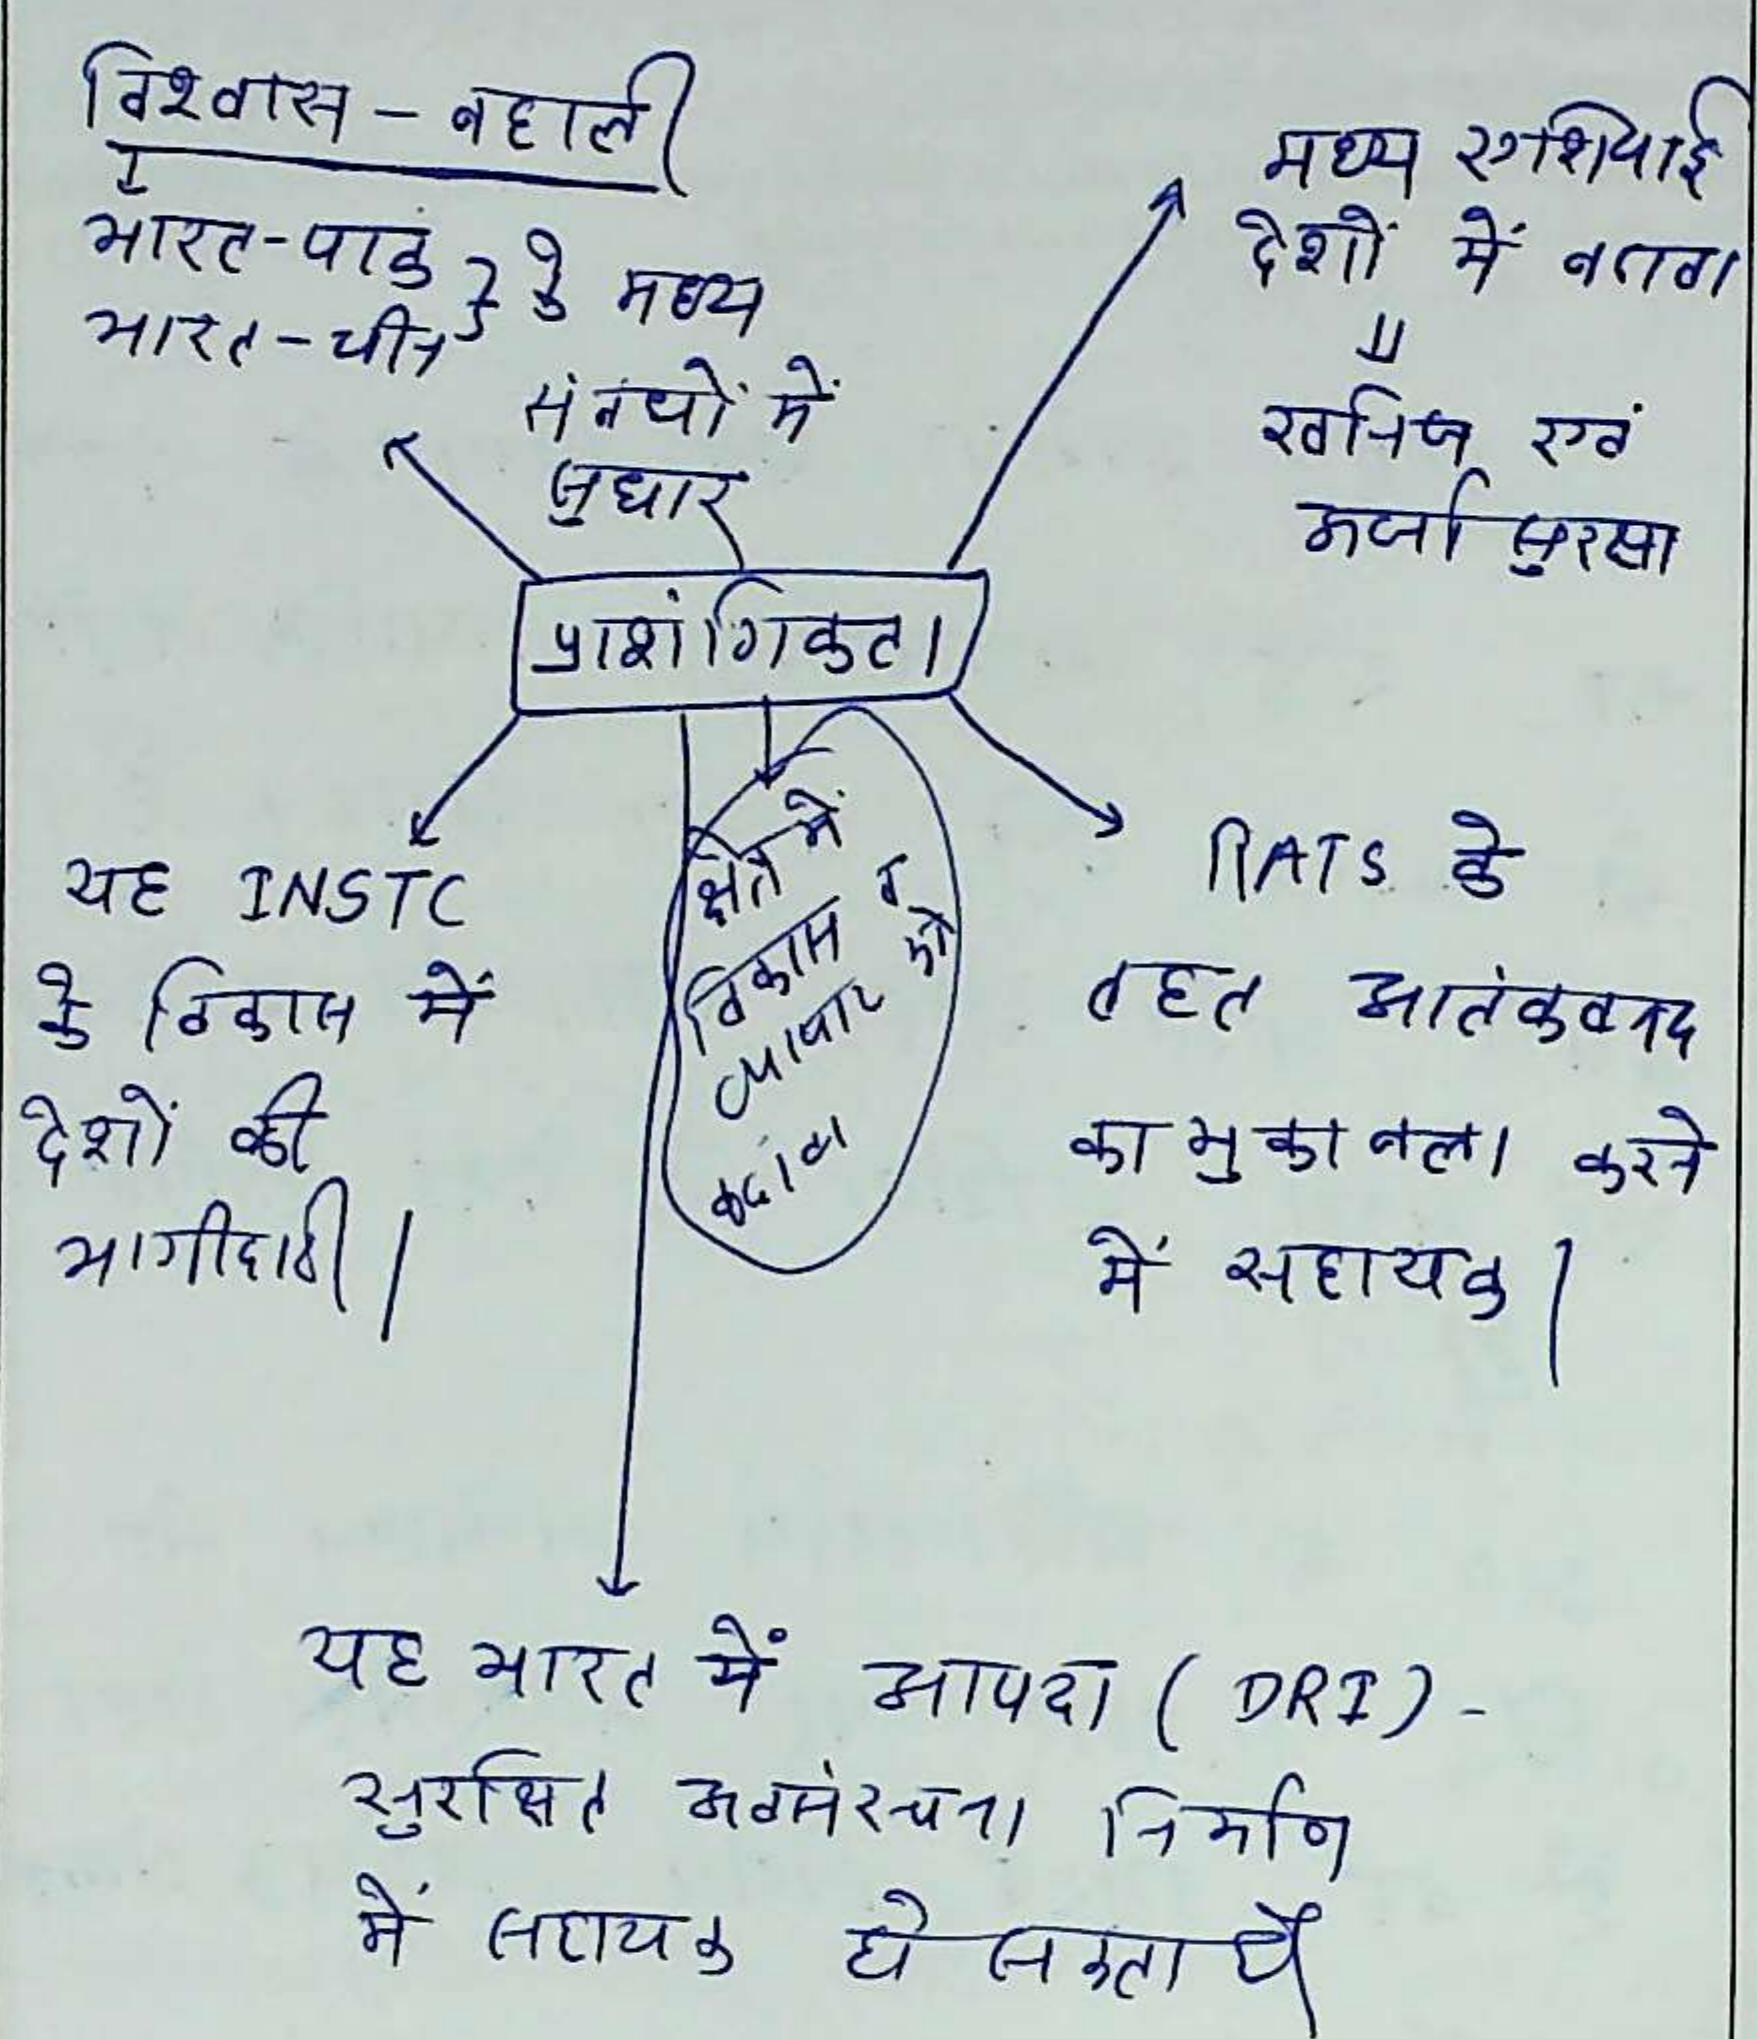 विश्वास - बहाली
भारत-पाक
भारत-चीन
के मध्य
संबंधों में
सुधार
मध्य एशियाई
देशों में
खनिज एवं
ऊर्जा सुरक्षा
प्राशंगिकता
यह INSTC
के विकास में
देशों की
भागीदारी।
क्षेत्र में
विकास व
व्यापार को
बढ़ावा
RATS के
तहत आतंकवाद
का मुकाबला करने
में सहायक।
यह भारत में आपदा (DRI) -
सुरक्षित अवसंरचना निर्माण
में सहायक हो सकता है